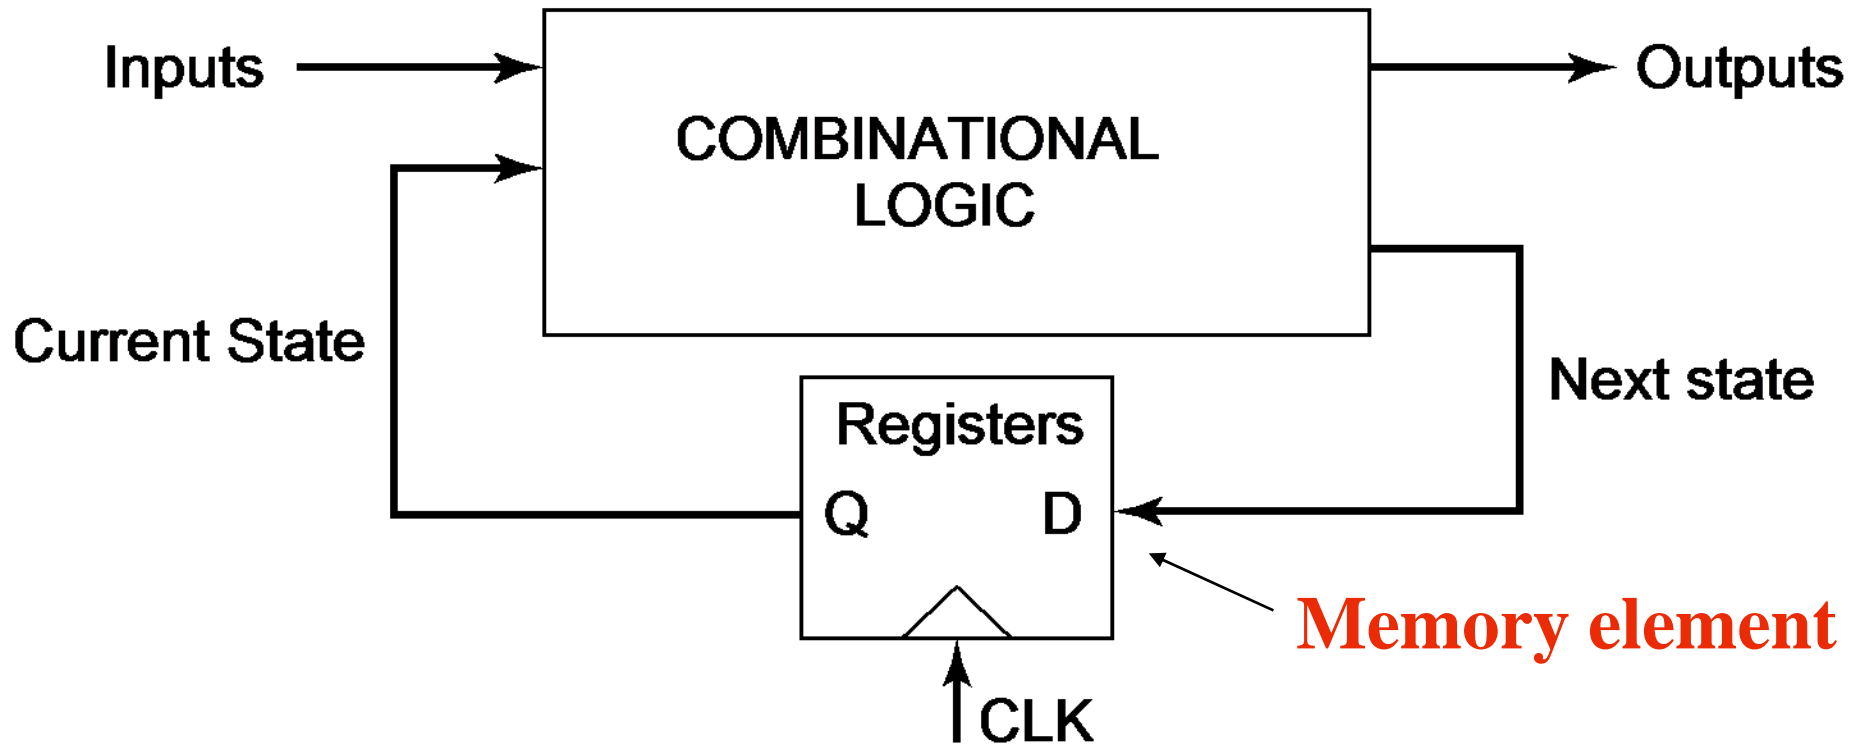 Inputs
Outputs
COMBINATIONAL
LOGIC
Current State
Next state
Registers
Q
D
Memory element
CLK